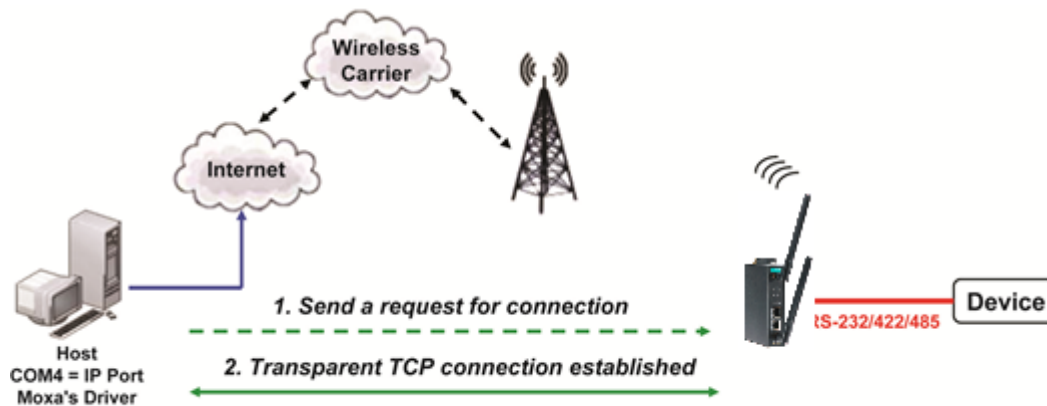 Wireless
Carrier
Internet
1. Send a request for connection
2. Transparent TCP connection established
Host
COM4 = IP Port
Moxa's Driver
RS-232/422/485
Device